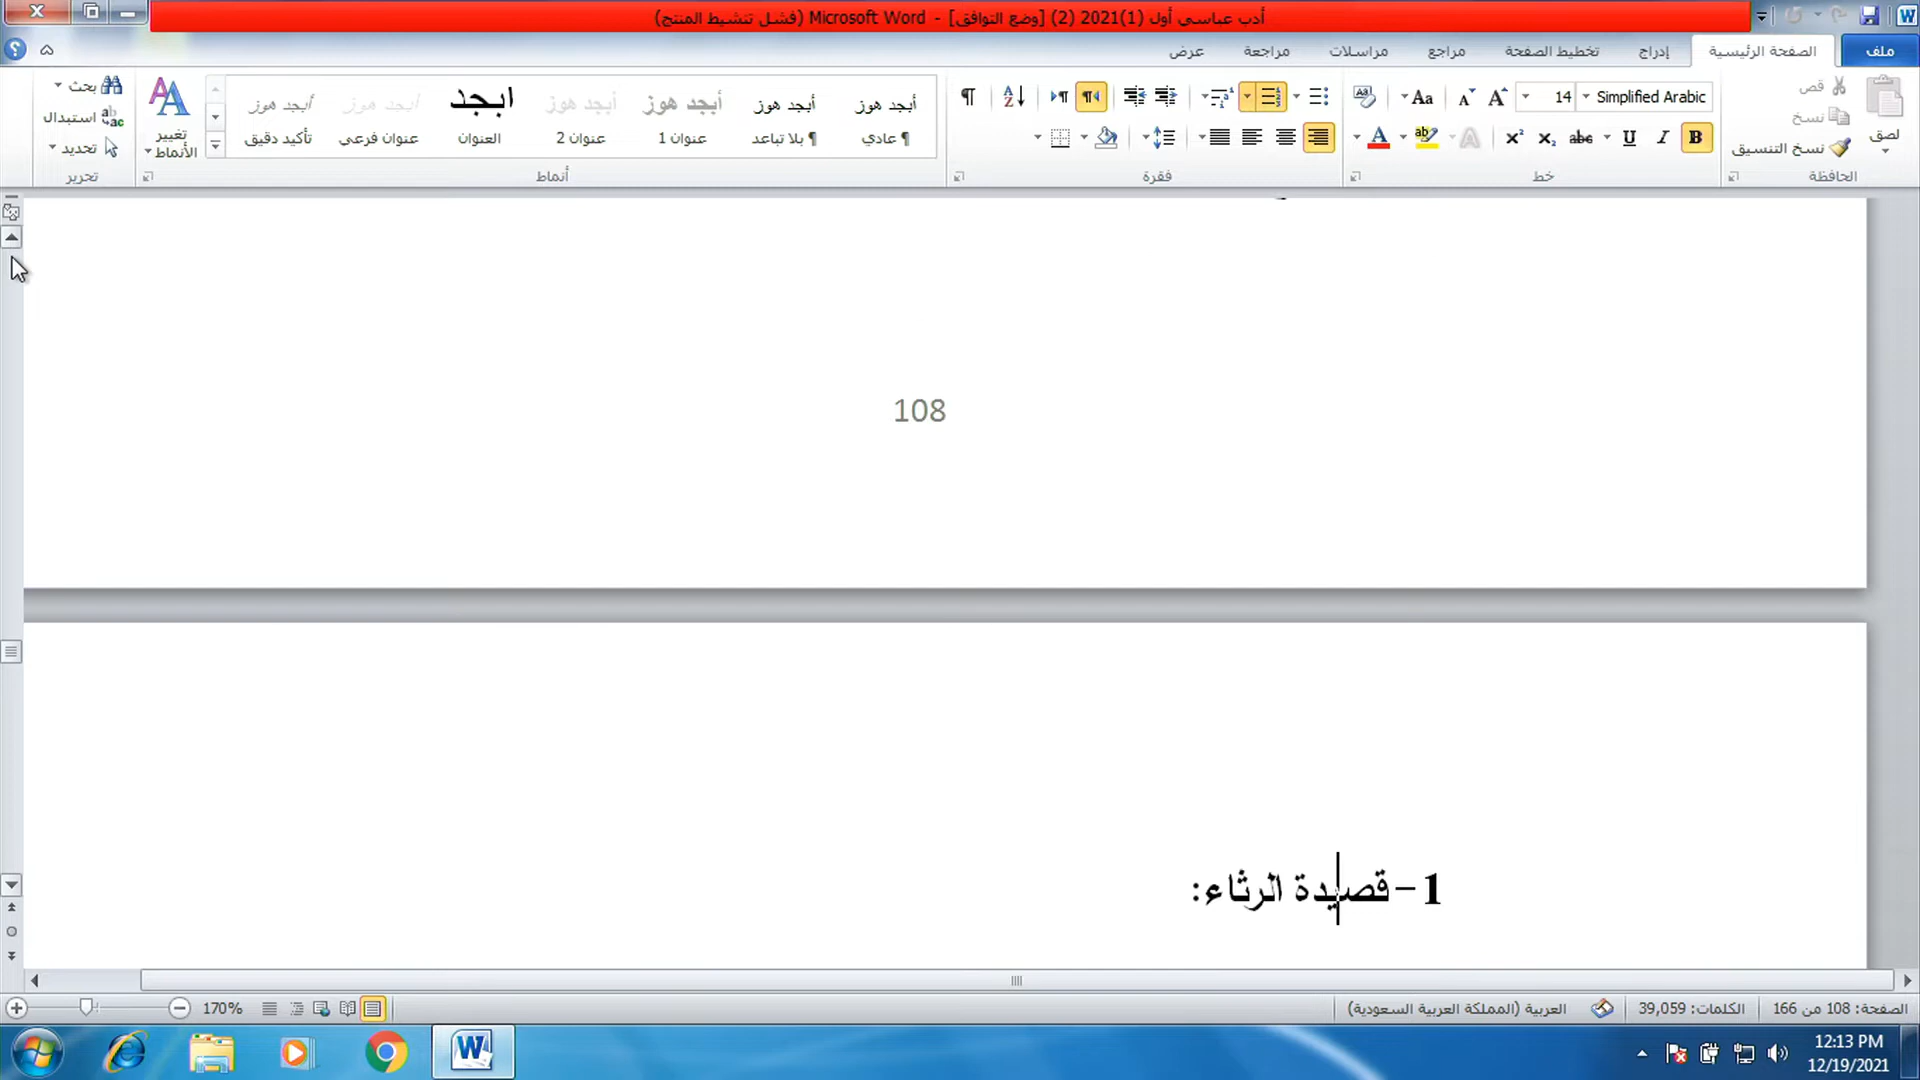 أدب عباسي أول (1)2021 (2) [وضع التوافق] - Microsoft Word (فشل تنشيط المنتج)
ملف الصفحة الرئيسية إدراج تخطيط الصفحة مراجع مراسلات مراجعة عرض
قص
نسخ
نسخ التنسيق
لصق
الحافظة
Simplified Arabic 14
خط
فقرة
أبجد هوز أبجد هوز أبجد هوز أبجد هوز أبجد أبجد هوز أبجد هوز
¶ عادي ¶ بلا تباعد عنوان 1 عنوان 2 العنوان عنوان فرعي تأكيد دقيق
تغيير الأنماط
أنماط
بحث
استبدال
تحديد
تحرير
108
1- قصيدة الرثاء:
الصفحة: 108 من 166 الكلمات: 39,059 العربية (المملكة العربية السعودية) 170%
12:13 PM
12/19/2021